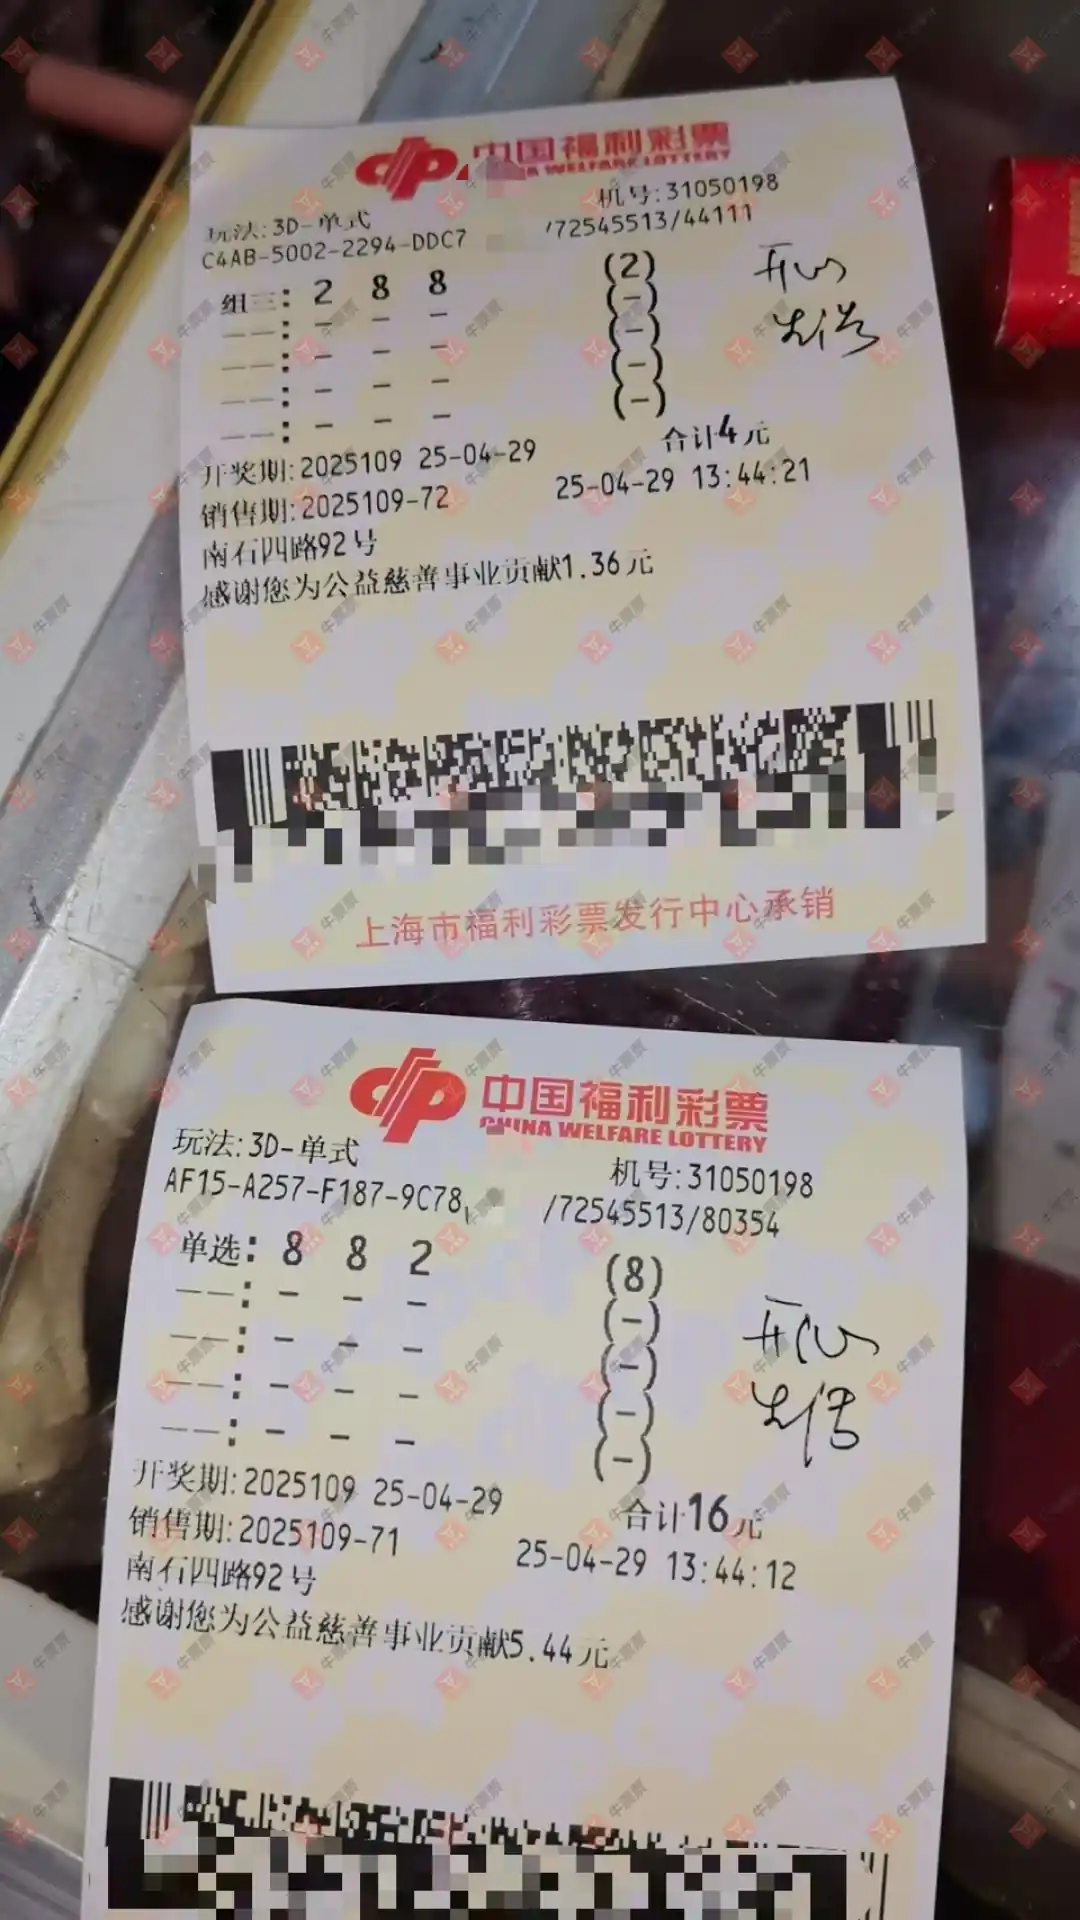 中国福利彩票
CHINA WELFARE LOTTERY
玩法:3D-单式
机号:31050198
C4AB-5002-2294-DDC7
/72545513/44111
组三: 2 8 8 (2)
——: - - - (-)
——: - - - (-)
——: - - - (-)
——: - - - (-)
开心
合计4元
开奖期:2025109 25-04-29
销售期:2025109-72
25-04-29 13:44:21
南石四路92号
感谢您为公益慈善事业贡献1.36元
上海市福利彩票发行中心承销
中国福利彩票
CHINA WELFARE LOTTERY
玩法:3D-单式
机号:31050198
AF15-A257-F187-9C78
/72545513/80354
单选: 8 8 2 (8)
——: - - - (-)
——: - - - (-)
——: - - - (-)
——: - - - (-)
开心
合计16元
开奖期:2025109 25-04-29
销售期:2025109-71
25-04-29 13:44:12
南石四路92号
感谢您为公益慈善事业贡献5.44元
牛票票